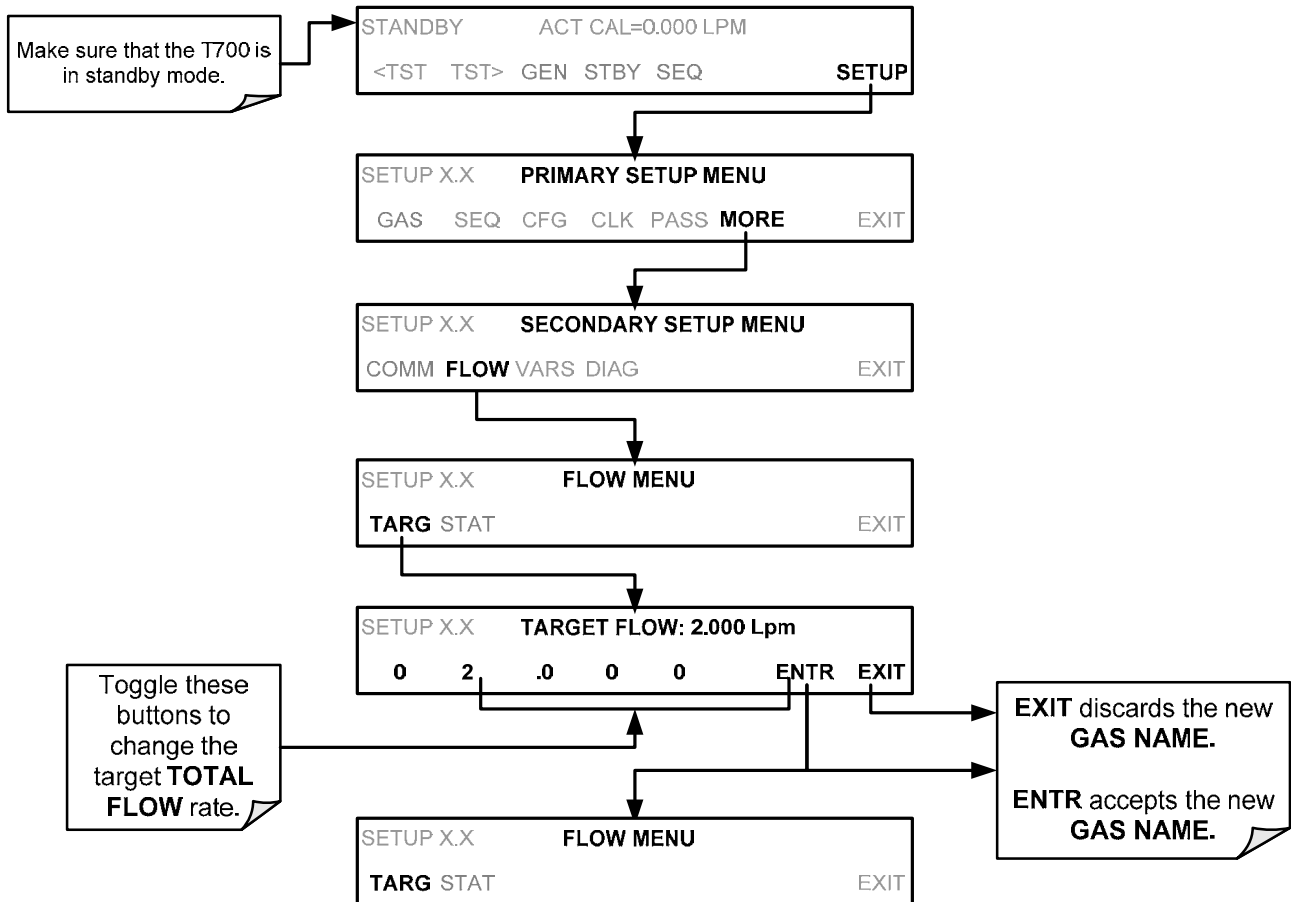 Make sure that the T700 is
in standby mode.
STANDBY ACT CAL=0.000 LPM
<TST TST> GEN STBY SEQ SETUP
SETUP X.X PRIMARY SETUP MENU
GAS SEQ CFG CLK PASS MORE EXIT
SETUP X.X SECONDARY SETUP MENU
COMM FLOW VARS DIAG EXIT
SETUP X.X FLOW MENU
TARG STAT EXIT
SETUP X.X TARGET FLOW: 2.000 Lpm
0 2 .0 0 0 ENTR EXIT
Toggle these
buttons to
change the
target TOTAL
FLOW rate.
EXIT discards the new
GAS NAME.
ENTR accepts the new
GAS NAME.
SETUP X.X FLOW MENU
TARG STAT EXIT